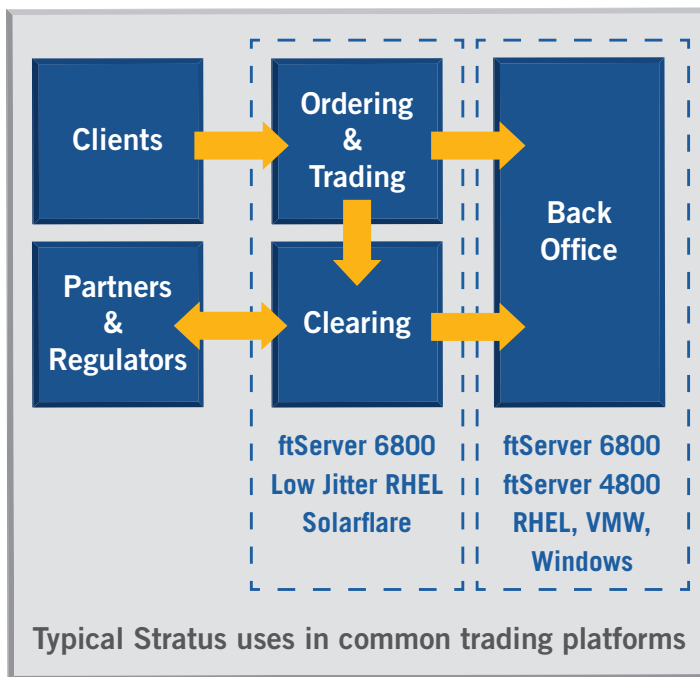 Clients
Ordering
&
Trading
Back
Office
Partners
&
Regulators
Clearing
ftServer 6800
Low Jitter RHEL
Solarflare
ftServer 6800
ftServer 4800
RHEL, VMW,
Windows
Typical Stratus uses in common trading platforms